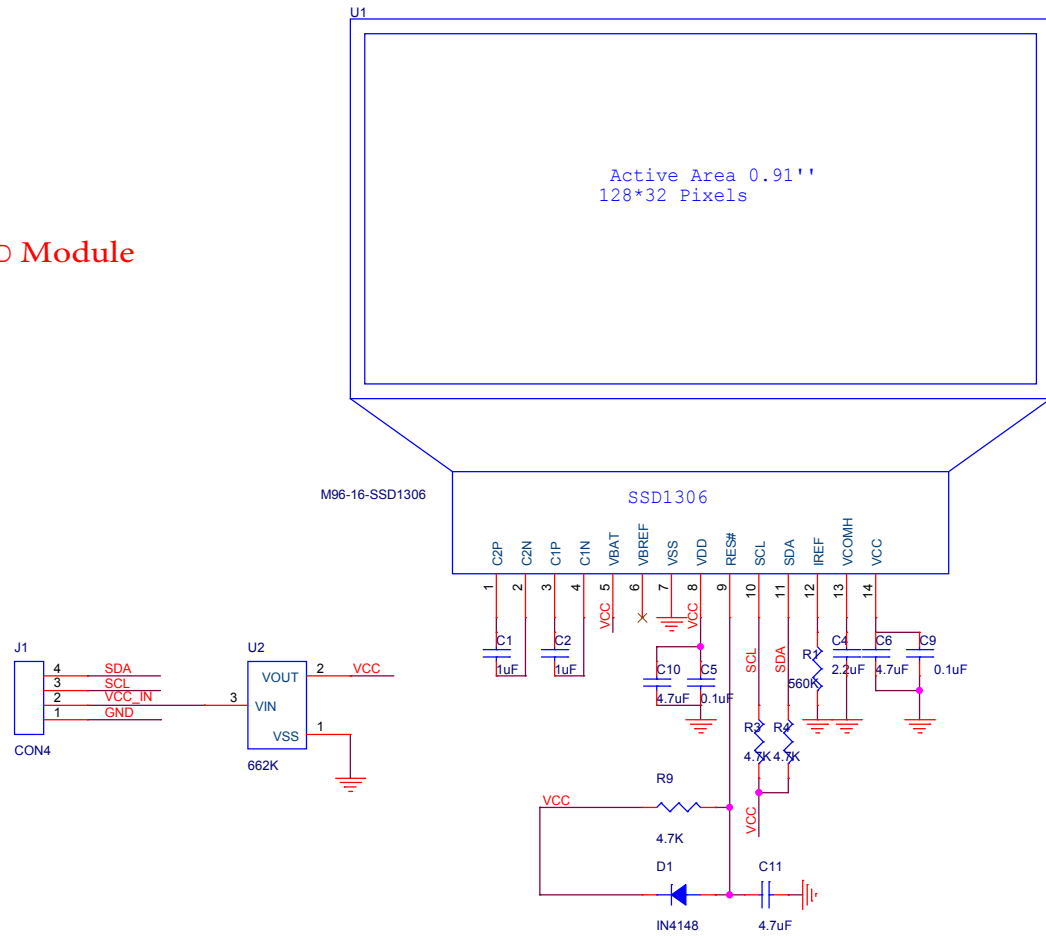 U1
Active Area 0.91''
128*32 Pixels
Module
M96-16-SSD1306
SSD1306
C2P
C2N
C1P
C1N
VBAT
VBREF
VSS
VDD
RES#
SCL
SDA
IREF
VCOMH
VCC
1
2
3
4
5
6
7
8
9
10
11
12
13
14
VCC
VCC
SCL
SDA
C1
1uF
C2
1uF
C10
4.7uF
C5
0.1uF
R1
560K
C4
2.2uF
C6
4.7uF
C9
0.1uF
J1
4
SDA
3
SCL
2
VCC_IN
1
GND
CON4
U2
VOUT
2
VCC
3
VIN
VSS
1
662K
R3
4.7K
R4
4.7K
VCC
R9
VCC
4.7K
D1
IN4148
C11
4.7uF